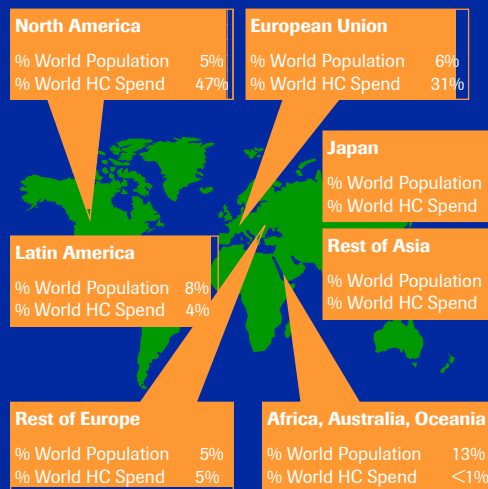 North America
% World Population 5%
% World HC Spend 47%
European Union
% World Population 6%
% World HC Spend 31%
Japan
% World Population
% World HC Spend
Latin America
% World Population 8%
% World HC Spend 4%
Rest of Asia
% World Population
% World HC Spend
Rest of Europe
% World Population 5%
% World HC Spend 5%
Africa, Australia, Oceania
% World Population 13%
% World HC Spend <1%